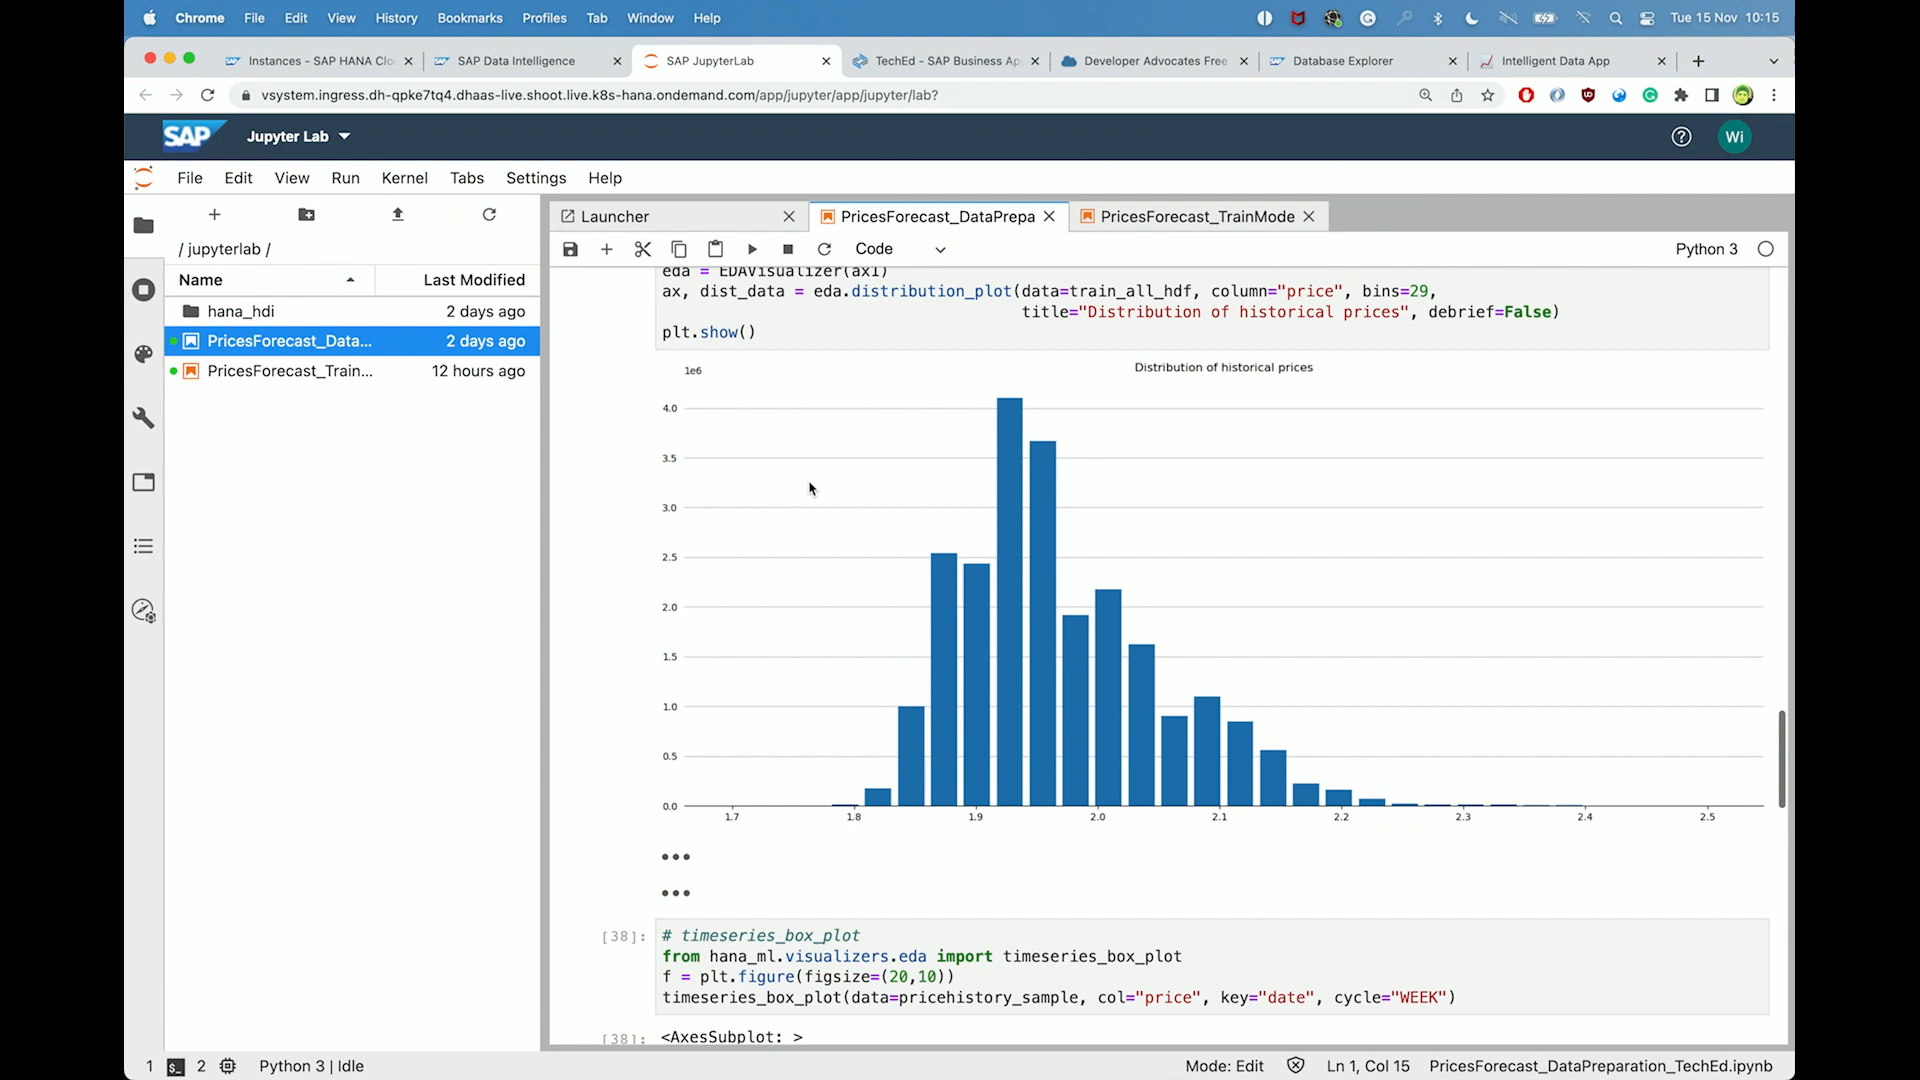 Chrome File Edit View History Bookmarks Profiles Tab Window Help Tue 15 Nov 10:15
Instances - SAP HANA Clo SAP Data Intelligence SAP JupyterLab TechEd - SAP Business Ap Developer Advocates Free Database Explorer Intelligent Data App
vsystem.ingress.dh-qpke7tq4.dhaas-live.shoot.live.k8s-hana.ondemand.com/app/jupyter/app/jupyter/lab?
SAP Jupyter Lab Wi
File Edit View Run Kernel Tabs Settings Help
Launcher PricesForecast_DataPrepa PricesForecast_TrainMode
/ jupyterlab /
Code Python 3
Name Last Modified
hana_hdi 2 days ago
PricesForecast_Data... 2 days ago
PricesForecast_Train... 12 hours ago
eda = EDAVisualizer(ax1)
ax, dist_data = eda.distribution_plot(data=train_all_hdf, column="price", bins=29,
title="Distribution of historical prices", debrief=False)
plt.show()
1e6 Distribution of historical prices
4.0
3.5
3.0
2.5
2.0
1.5
1.0
0.5
0.0
1.7 1.8 1.9 2.0 2.1 2.2 2.3 2.4 2.5
[38]: # timeseries_box_plot
from hana_ml.visualizers.eda import timeseries_box_plot
f = plt.figure(figsize=(20,10))
timeseries_box_plot(data=pricehistory_sample, col="price", key="date", cycle="WEEK")
[38]: <AxesSubplot: >
1 2 Python 3 | Idle Mode: Edit Ln 1, Col 15 PricesForecast_DataPreparation_TechEd.ipynb